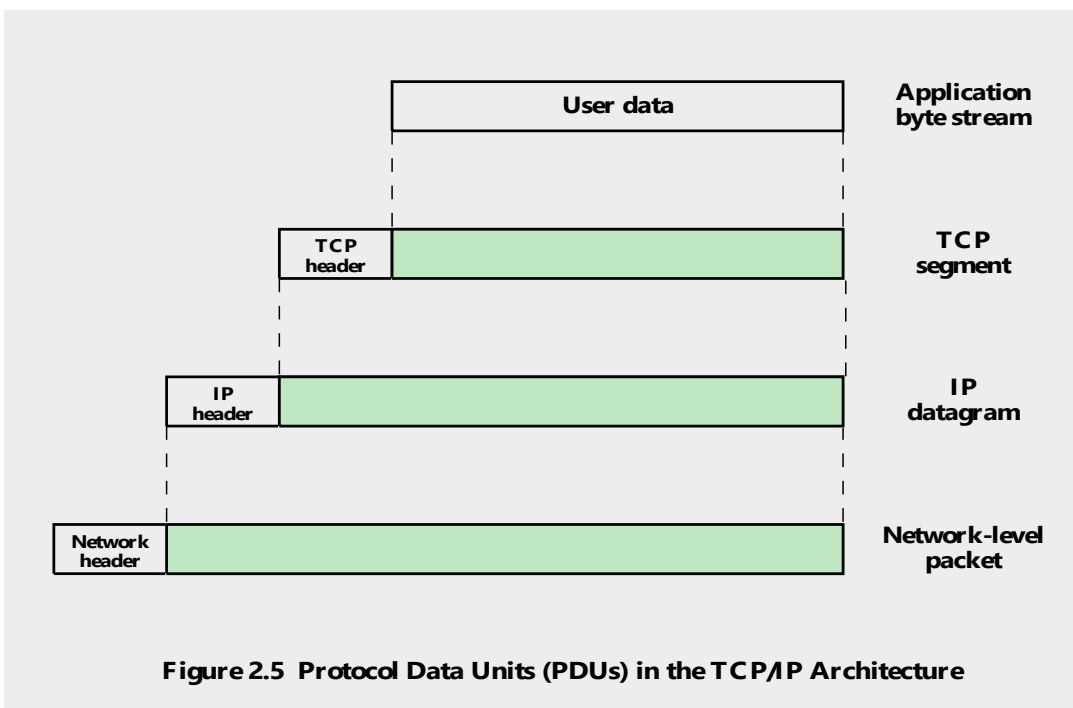 User data
Application
byte stream
TCP
header
TCP
segment
IP
header
IP
datagram
Network
header
Network-level
packet
Figure 2.5 Protocol Data Units (PDUs) in the TCP/IP Architecture